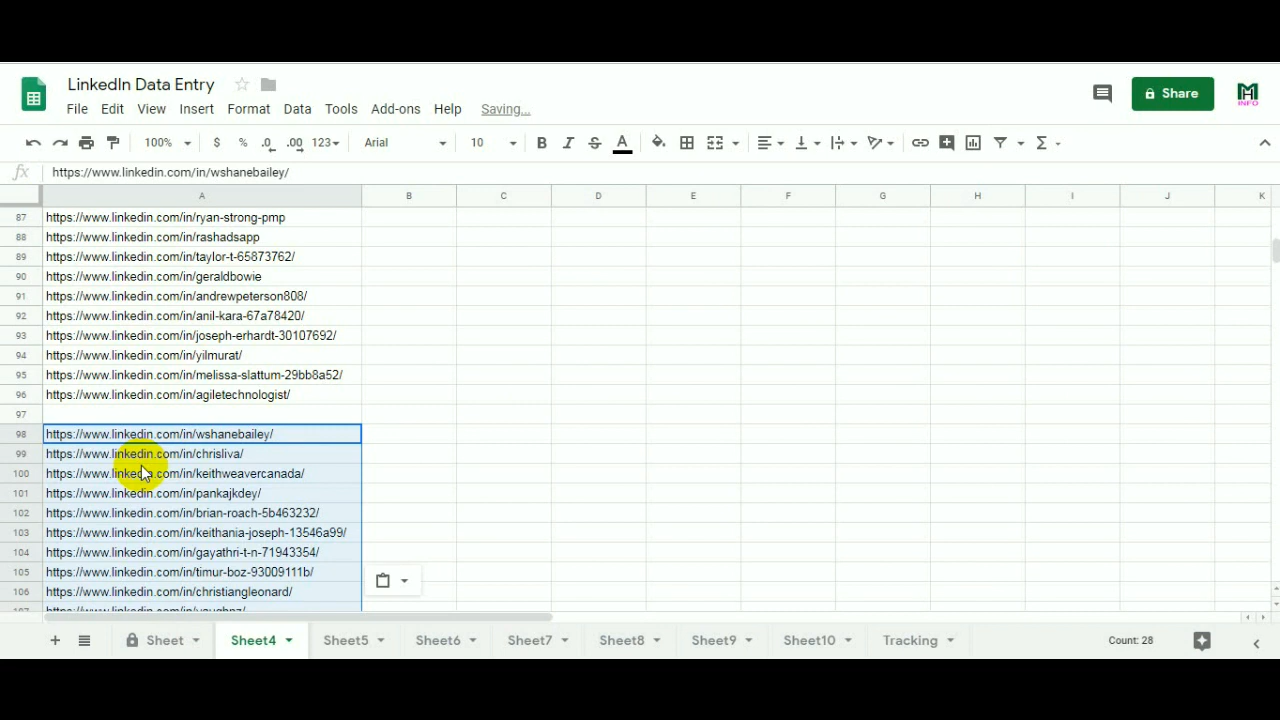 LinkedIn Data Entry
File Edit View Insert Format Data Tools Add-ons Help Saving...
Share
INFO
100% $ % .0 .00 123 Arial 10 B I S A Σ
fx https://www.linkedin.com/in/wshanebailey/
A B C D E F G H I J K
87 https://www.linkedin.com/in/ryan-strong-pmp
88 https://www.linkedin.com/in/rashadsapp
89 https://www.linkedin.com/in/taylor-t-65873762/
90 https://www.linkedin.com/in/geraldbowie
91 https://www.linkedin.com/in/andrewpeterson808/
92 https://www.linkedin.com/in/anil-kara-67a78420/
93 https://www.linkedin.com/in/joseph-erhardt-30107692/
94 https://www.linkedin.com/in/yilmurat/
95 https://www.linkedin.com/in/melissa-slattum-29bb8a52/
96 https://www.linkedin.com/in/agiletechnologist/
97
98 https://www.linkedin.com/in/wshanebailey/
99 https://www.linkedin.com/in/chrisliva/
100 https://www.linkedin.com/in/keithweavercanada/
101 https://www.linkedin.com/in/pankajkdey/
102 https://www.linkedin.com/in/brian-roach-5b463232/
103 https://www.linkedin.com/in/keithania-joseph-13546a99/
104 https://www.linkedin.com/in/gayathri-t-n-71943354/
105 https://www.linkedin.com/in/timur-boz-93009111b/
106 https://www.linkedin.com/in/christiangleonard/
Sheet Sheet4 Sheet5 Sheet6 Sheet7 Sheet8 Sheet9 Sheet10 Tracking Count: 28